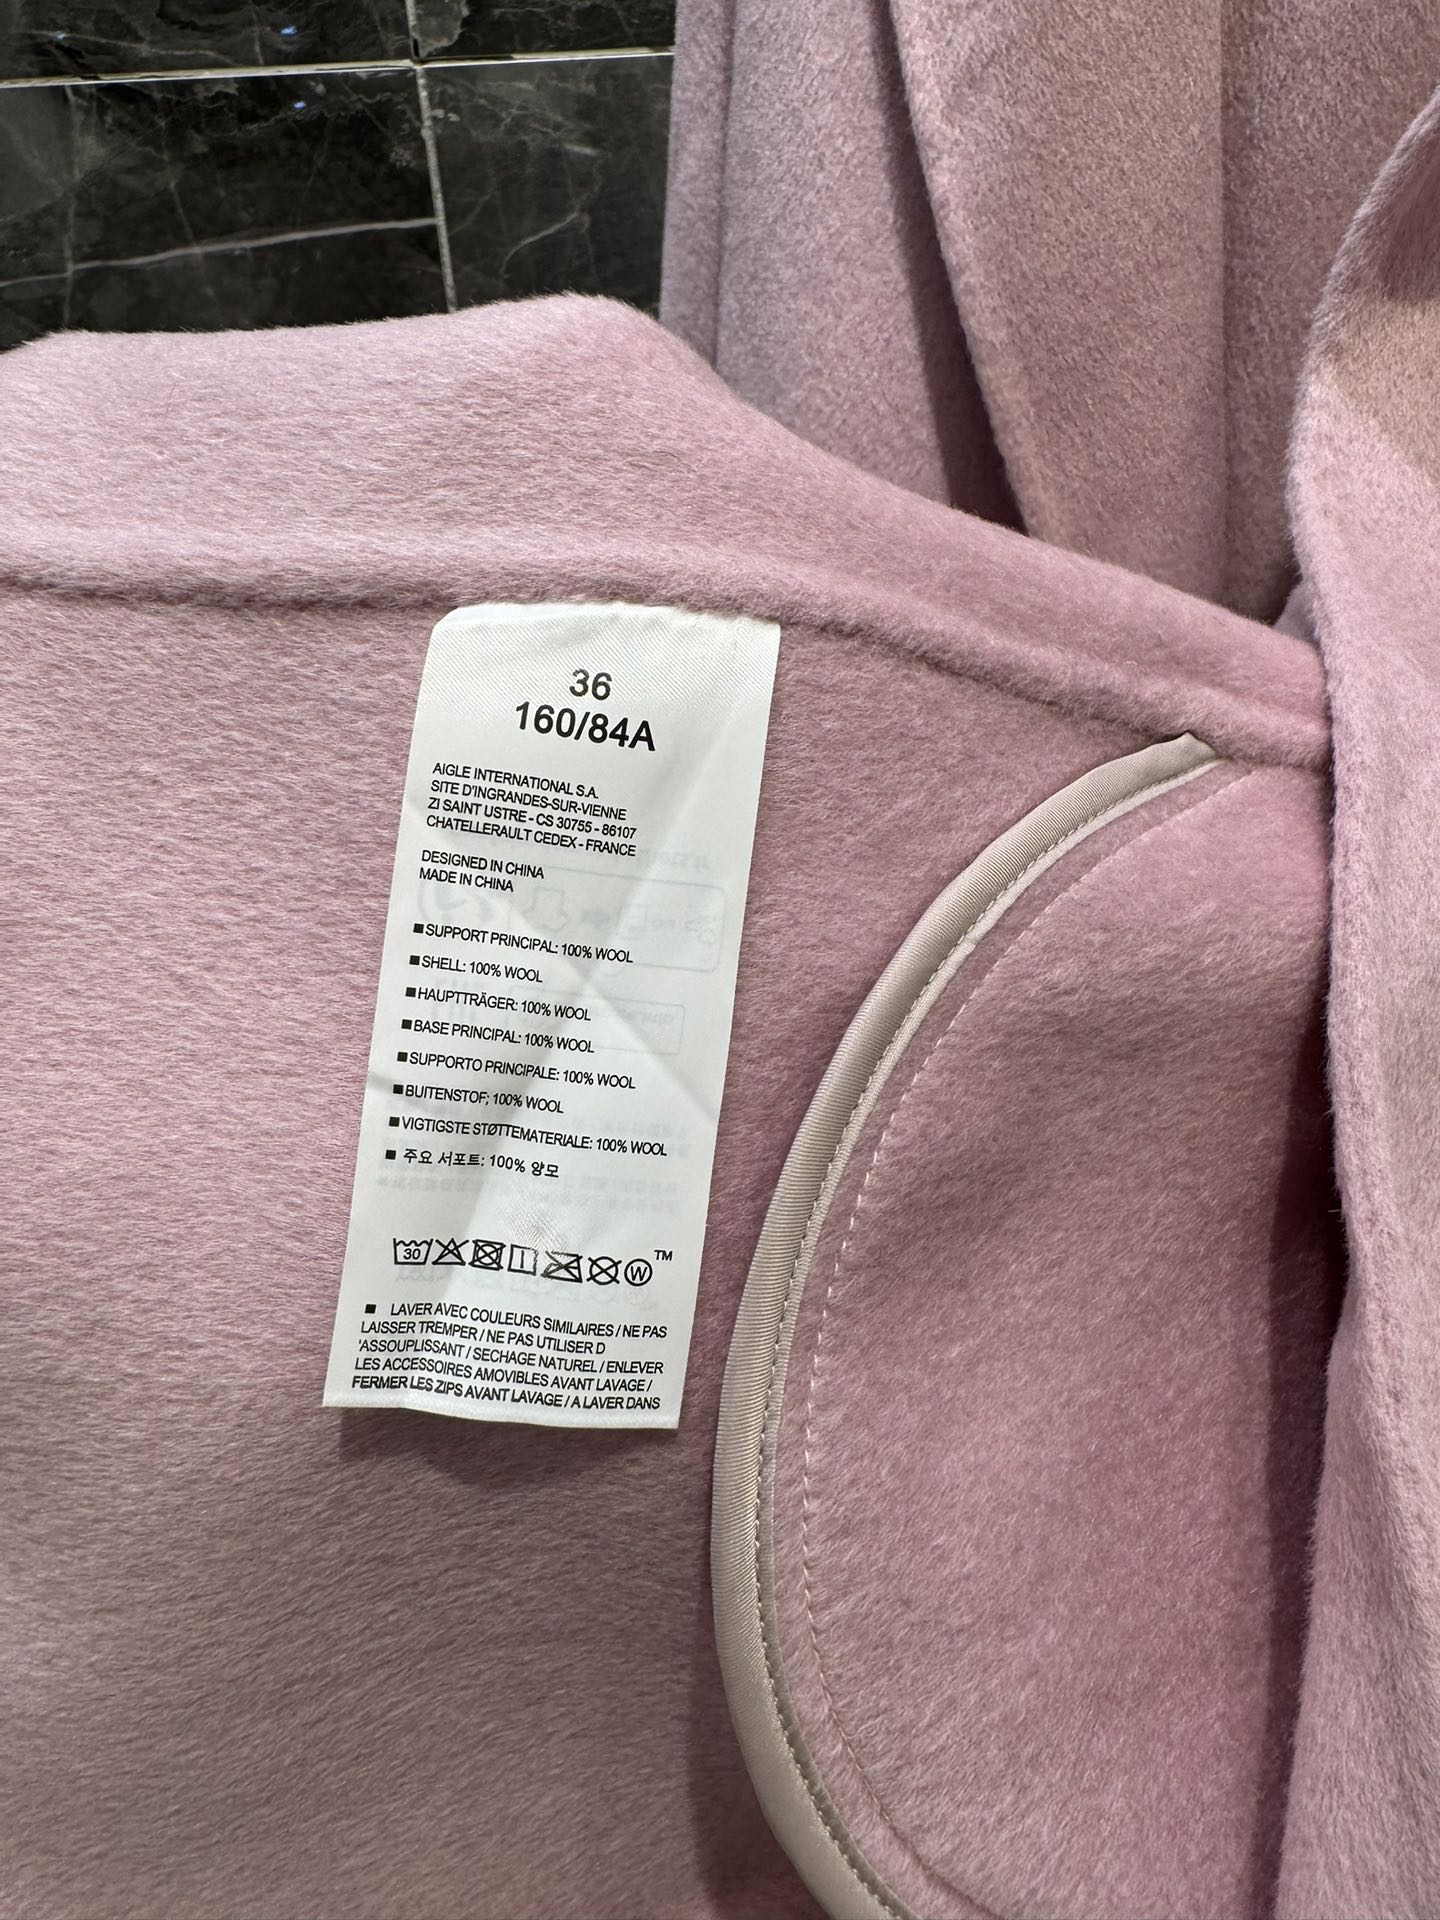 36
160/84A
AIGLE INTERNATIONAL S.A.
SITE D'INGRANDES-SUR-VIENNE
ZI SAINT USTRE - CS 30755 - 86107
CHATELLERAULT CEDEX - FRANCE
DESIGNED IN CHINA
MADE IN CHINA
■SUPPORT PRINCIPAL: 100% WOOL
■SHELL: 100% WOOL
■HAUPTTRÄGER: 100% WOOL
■BASE PRINCIPAL: 100% WOOL
■SUPPORTO PRINCIPALE: 100% WOOL
■BUITENSTOF; 100% WOOL
■VIGTIGSTE STØTTEMATERIALE: 100% WOOL
■ 주요 서포트: 100% 양모
30 W ™
■ LAVER AVEC COULEURS SIMILAIRES / NE PAS
LAISSER TREMPER / NE PAS UTILISER D
'ASSOUPLISSANT / SECHAGE NATUREL / ENLEVER
LES ACCESSOIRES AMOVIBLES AVANT LAVAGE /
FERMER LES ZIPS AVANT LAVAGE / A LAVER DANS